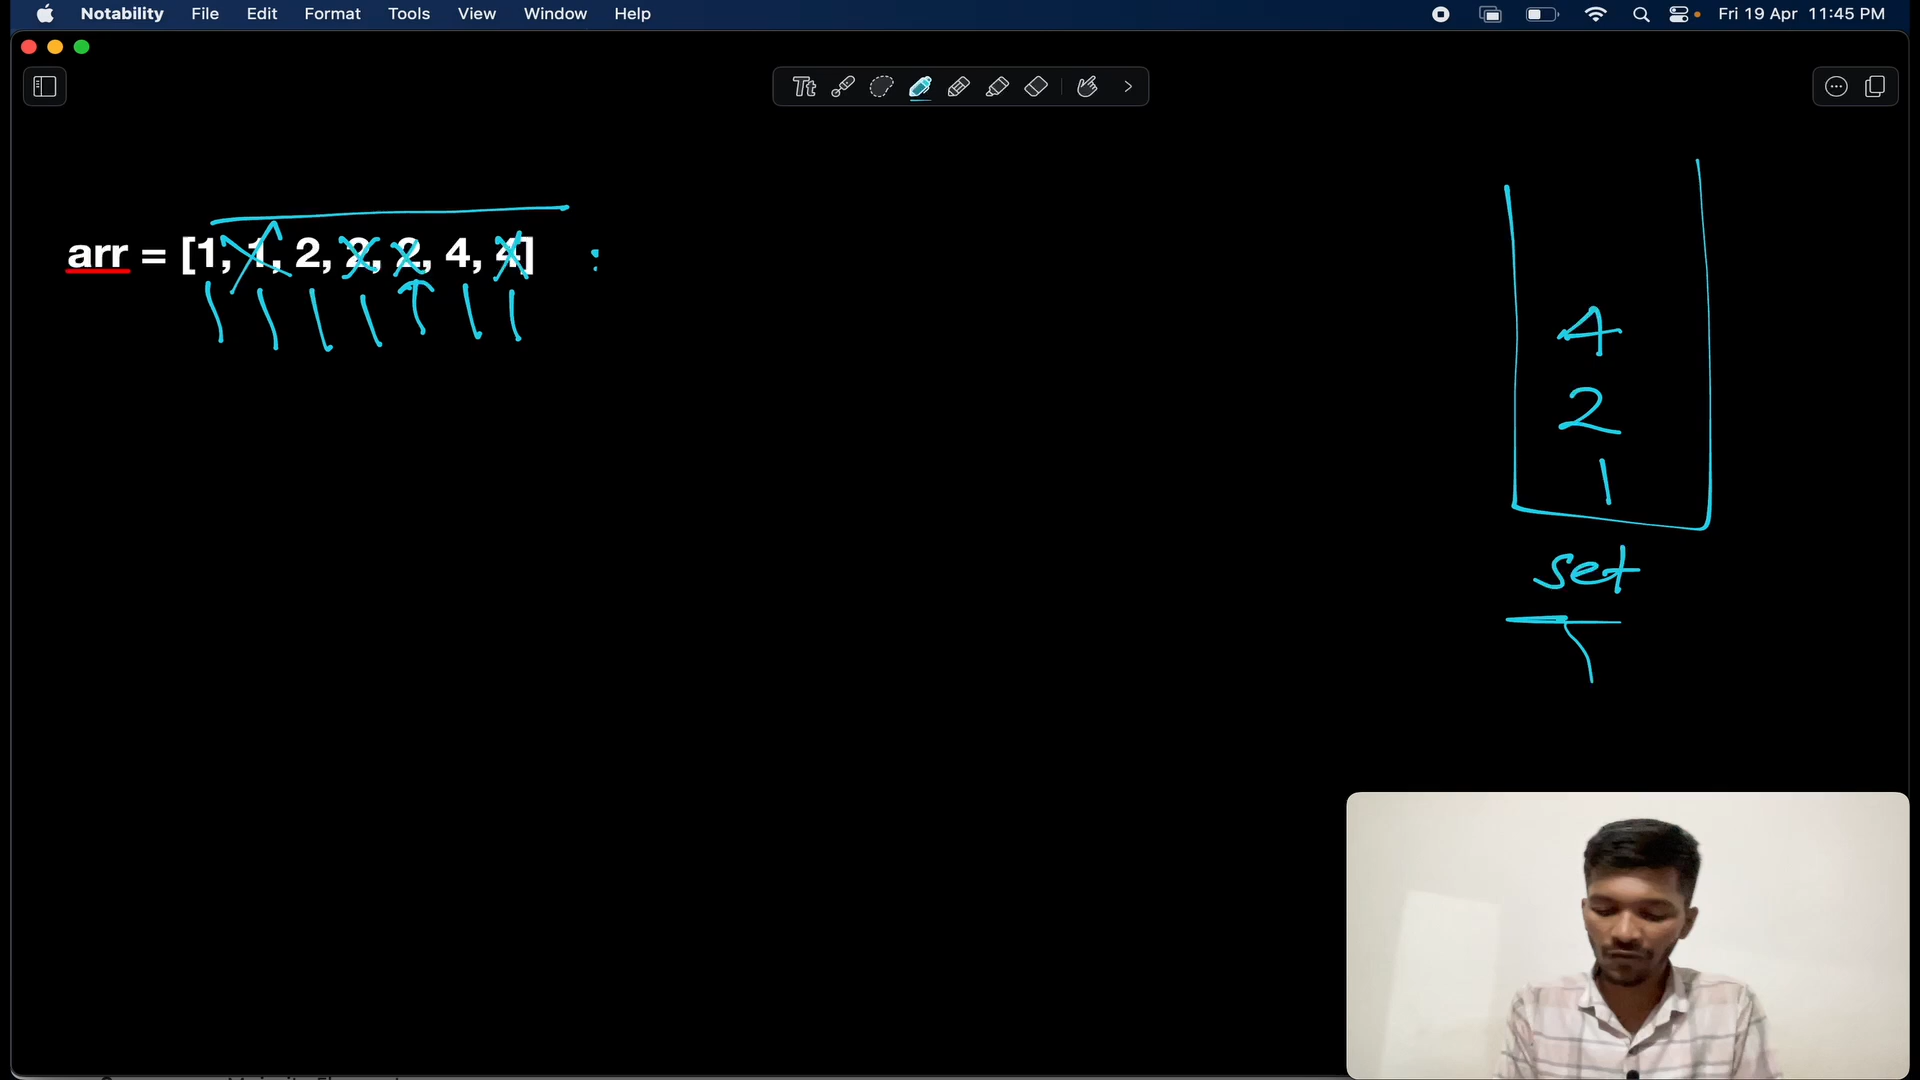 Notability File Edit Format Tools View Window Help Fri 19 Apr 11:45 PM
Tt
arr = [1, 1, 2, 2, 2, 4, 4] :
4
2
1
set